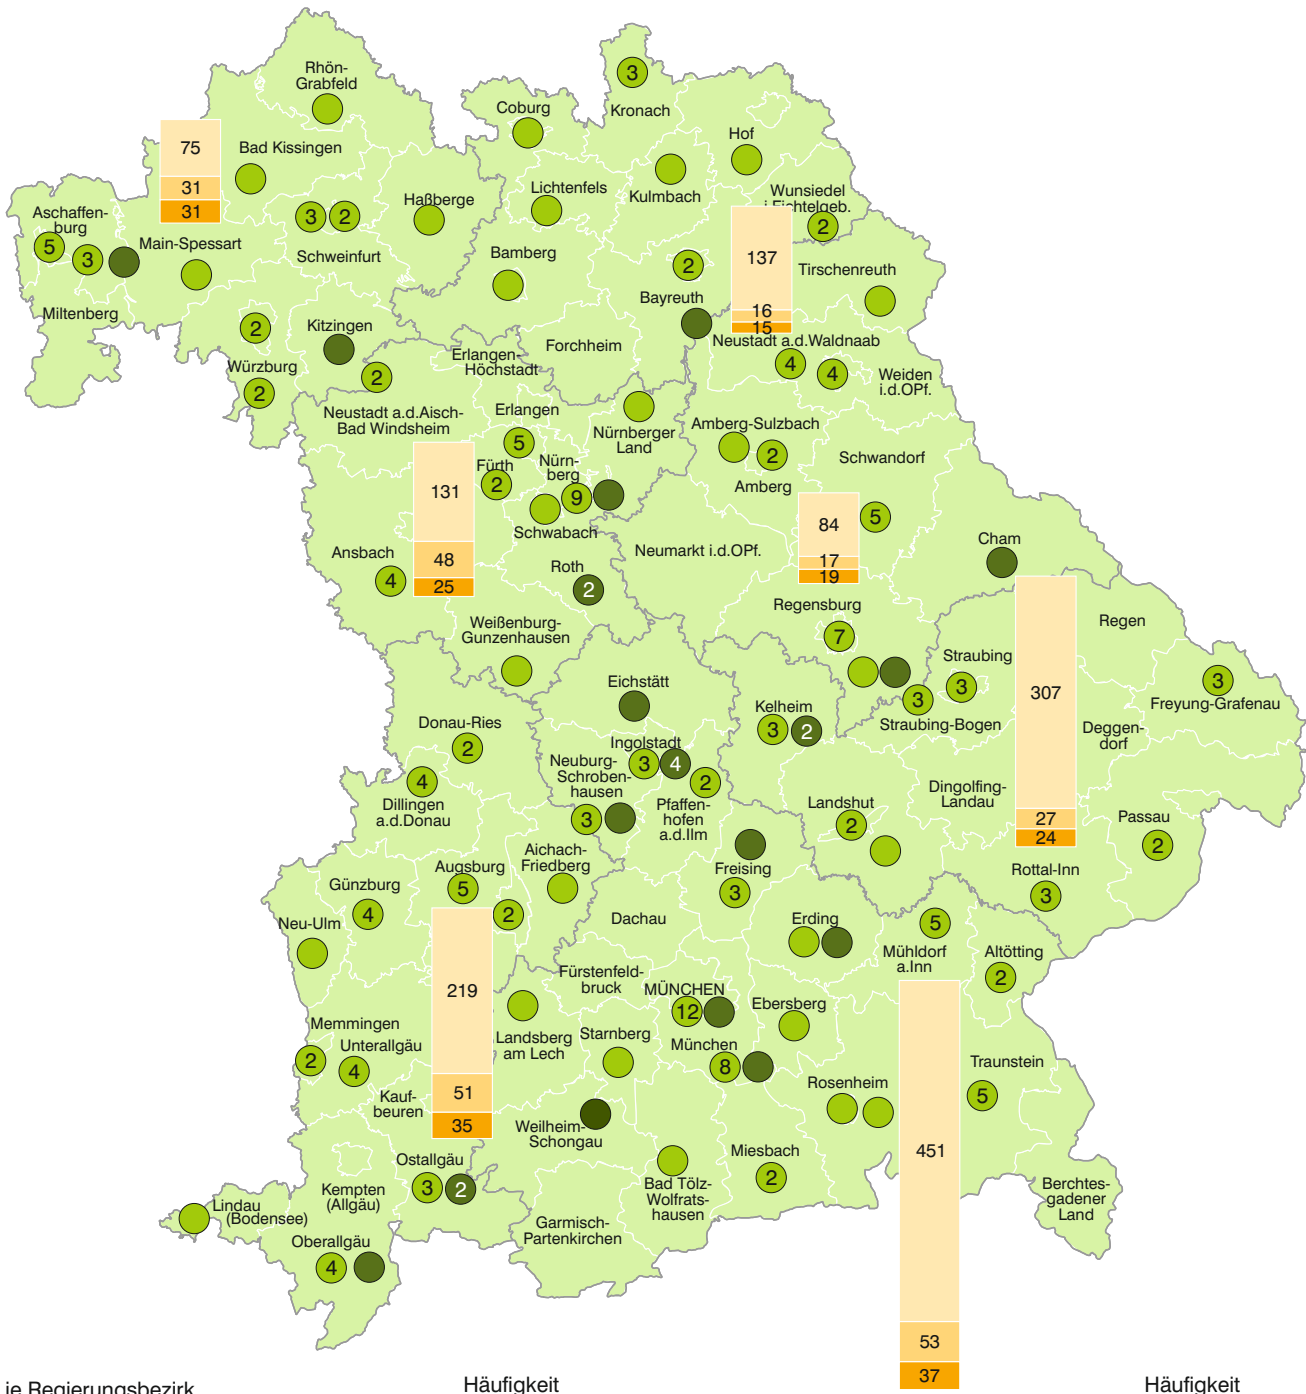 Rhön-
Grabfeld
3
Kronach
Coburg
Hof
75
31
31
Bad Kissingen
Lichtenfels
Kulmbach
Wunsiedel
i.Fichtelgeb.
2
Aschaffen-
burg
5
3
Main-Spessart
3
2
Schweinfurt
Haßberge
Bamberg
2
Bayreuth
137
16
15
Tirschenreuth
Miltenberg
2
Würzburg
2
Kitzingen
2
Erlangen-
Höchstadt
Forchheim
Neustadt a.d.Waldnaab
4
4
Weiden
i.d.OPf.
Neustadt a.d.Aisch-
Bad Windsheim
Erlangen
5
Nürnberger
Land
Amberg-Sulzbach
2
Amberg
Schwandorf
5
131
48
25
Fürth
2
Nürn-
berg
9
Schwabach
84
17
19
Ansbach
4
Roth
2
Neumarkt i.d.OPf.
Cham
Weißenburg-
Gunzenhausen
Regensburg
7
3
Straubing
3
Straubing-Bogen
307
27
24
Regen
3
Freyung-Grafenau
Eichstätt
Kelheim
3
2
Deggen-
dorf
Donau-Ries
2
Ingolstadt
3
4
Neuburg-
Schroben-
hausen
3
2
Pfaffen-
hofen
a.d.Ilm
4
Dillingen
a.d.Donau
Landshut
2
Dingolfing-
Landau
Passau
2
Aichach-
Friedberg
Augsburg
5
2
Freising
3
Rottal-Inn
3
Günzburg
4
Neu-Ulm
Dachau
Erding
5
Mühldorf
a.Inn
Altötting
2
219
51
35
Fürstenfeld-
bruck
MÜNCHEN
12
Ebersberg
451
53
37
Memmingen
2
Unterallgäu
4
Landsberg
am Lech
Starnberg
München
8
Rosenheim
Traunstein
5
Kauf-
beuren
Weilheim-
Schongau
Miesbach
2
Ostallgäu
3
2
Bad Tölz-
Wolfrats-
hausen
Berchtes-
gadener
Land
Lindau
(Bodensee)
Kempten
(Allgäu)
Garmisch-
Partenkirchen
Oberallgäu
4
je Regierungsbezirk
Häufigkeit
Häufigkeit